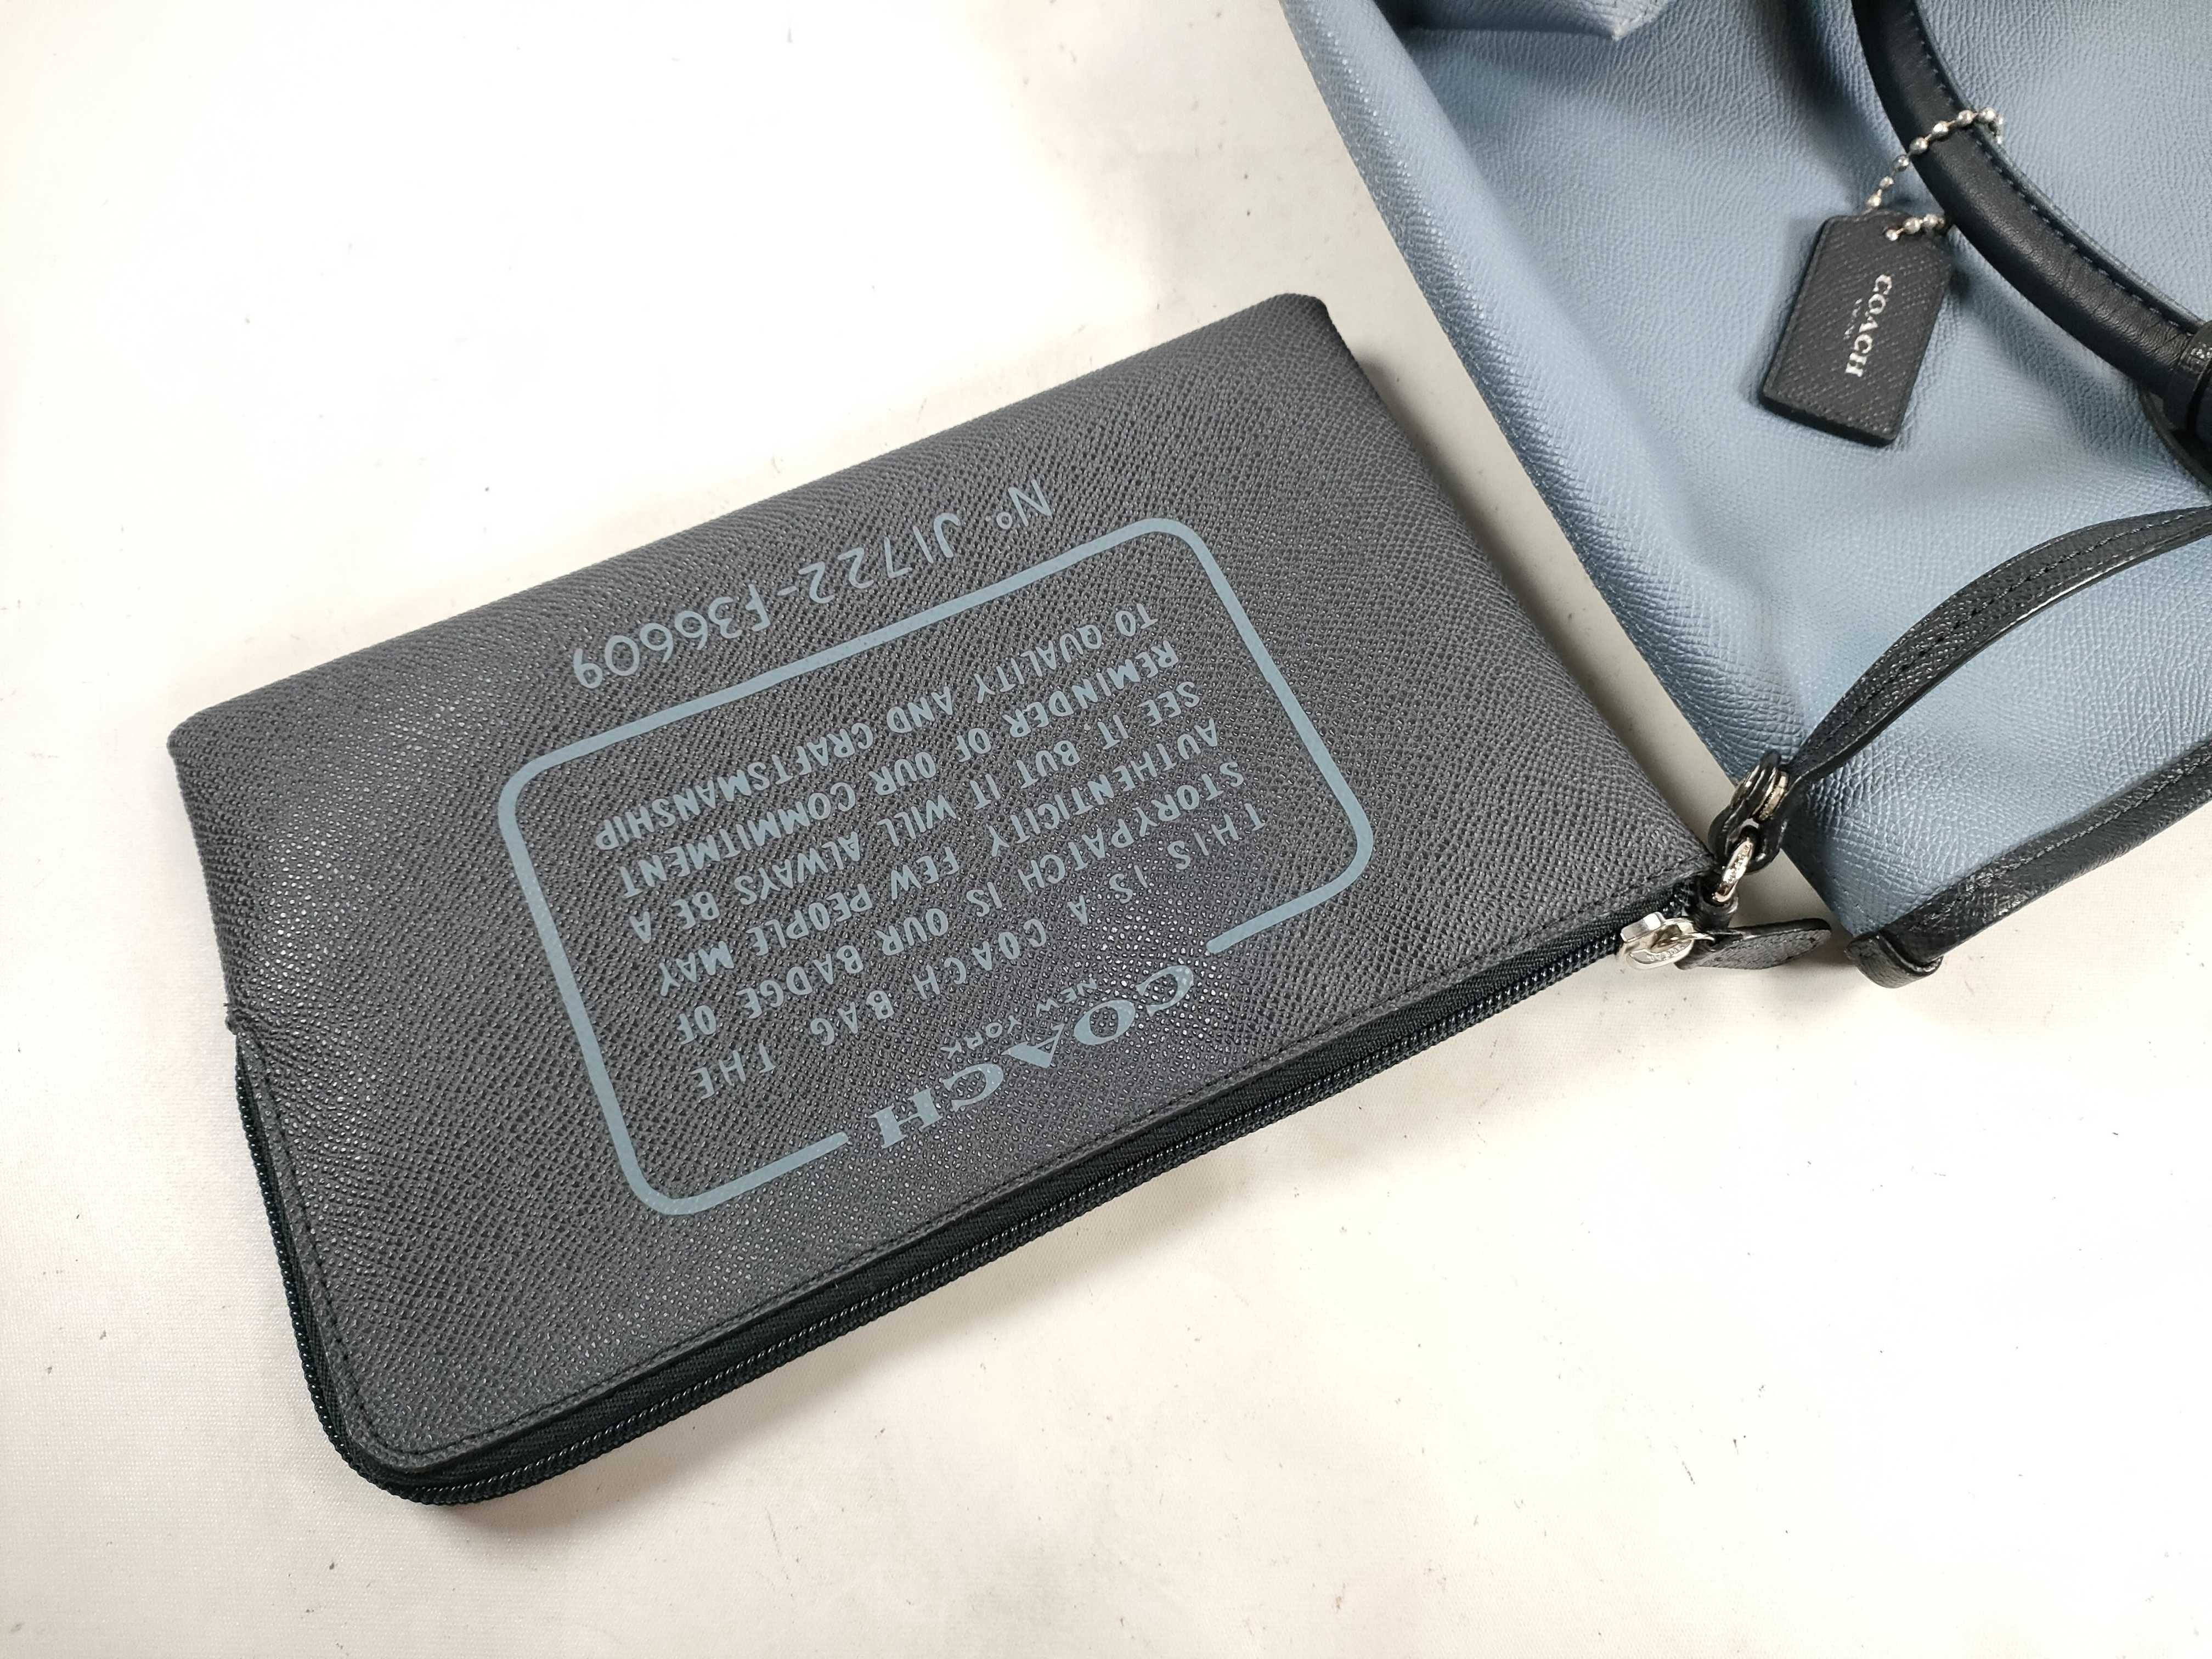 COACH
NEW YORK
THIS IS A COACH BAG. THE
STORYPATCH IS OUR BADGE OF
AUTHENTICITY. FEW PEOPLE MAY
SEE IT. BUT IT WILL ALWAYS BE A
REMINDER OF OUR COMMITMENT
TO QUALITY AND CRAFTSMANSHIP
Nº. J1722-F36609
COACH